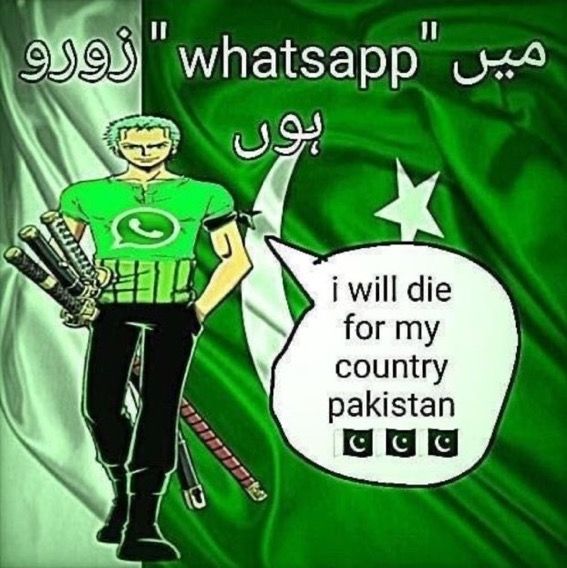 میں "whatsapp" زورو
ہوں
i will die
for my
country
pakistan
🇵🇰 🇵🇰 🇵🇰